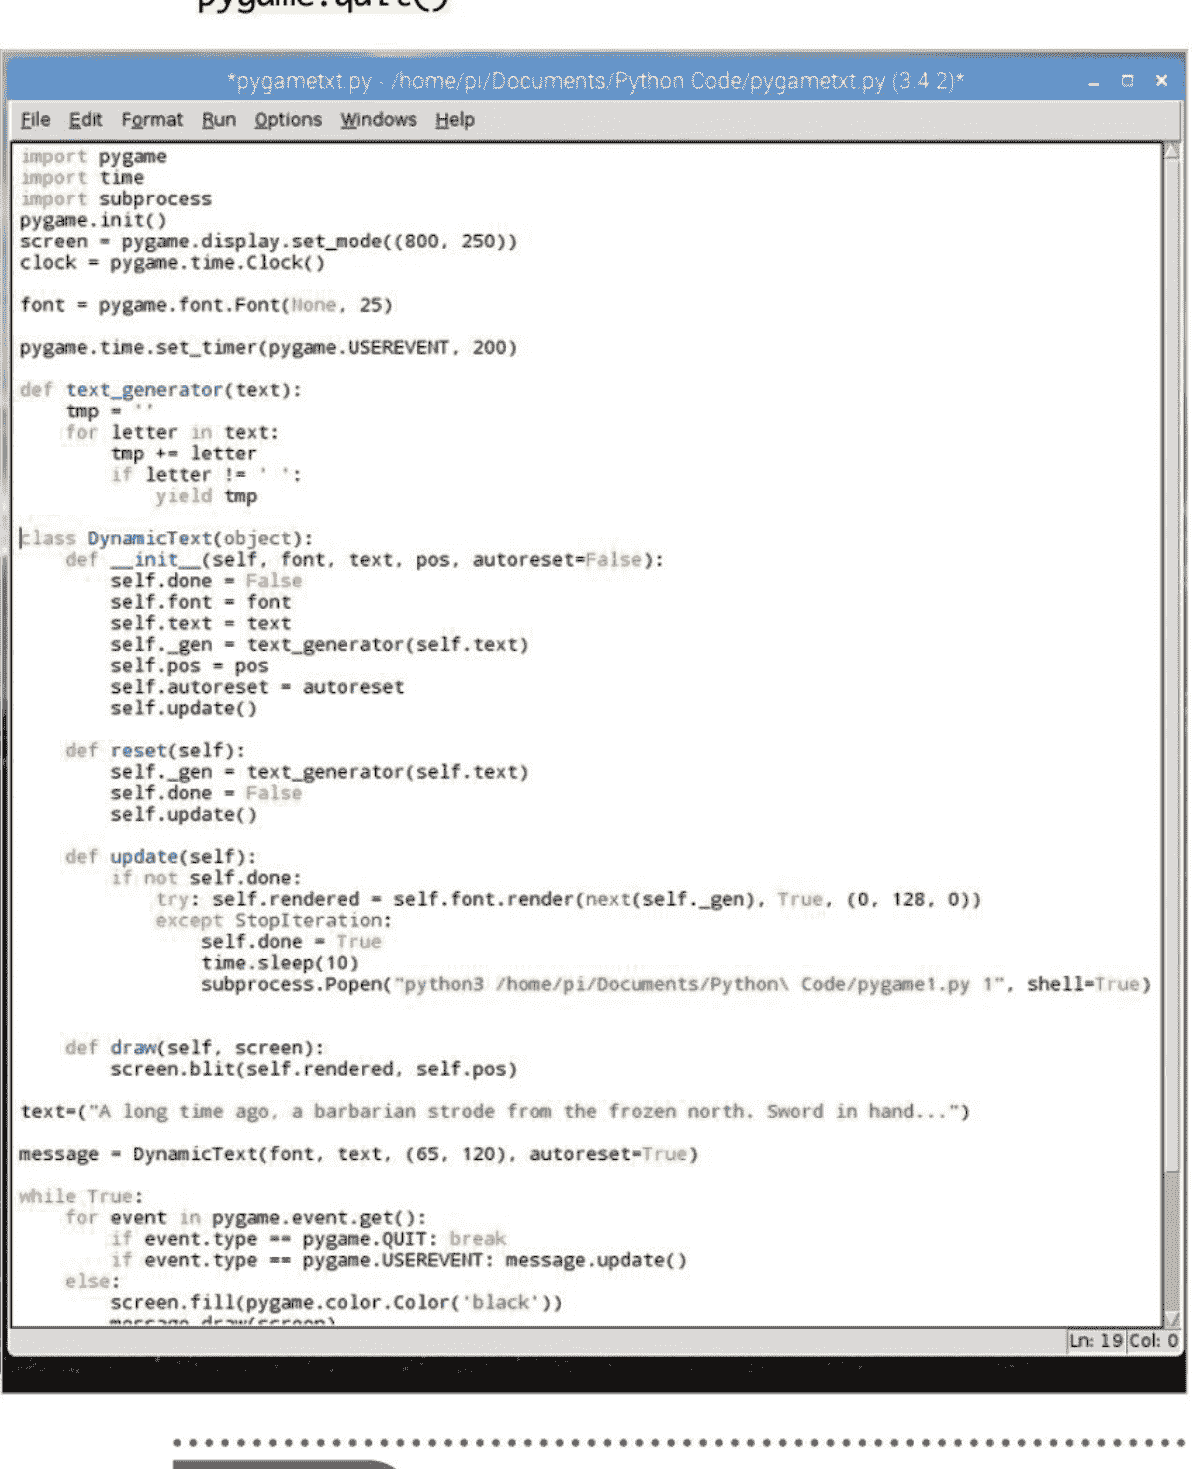 pygame.quit()
*pygametxt.py - /home/pi/Documents/Python Code/pygametxt.py (3.4.2)*
File Edit Format Run Options Windows Help
import pygame
import time
import subprocess
pygame.init()
screen = pygame.display.set_mode((800, 250))
clock = pygame.time.Clock()
font = pygame.font.Font(None, 25)
pygame.time.set_timer(pygame.USEREVENT, 200)
def text_generator(text):
    tmp = ''
    for letter in text:
        tmp += letter
        if letter != ' ':
            yield tmp
class DynamicText(object):
    def __init__(self, font, text, pos, autoreset=False):
        self.done = False
        self.font = font
        self.text = text
        self._gen = text_generator(self.text)
        self.pos = pos
        self.autoreset = autoreset
        self.update()
    def reset(self):
        self._gen = text_generator(self.text)
        self.done = False
        self.update()
    def update(self):
        if not self.done:
            try: self.rendered = self.font.render(next(self._gen), True, (0, 128, 0))
            except StopIteration:
                self.done = True
                time.sleep(10)
                subprocess.Popen("python3 /home/pi/Documents/Python\ Code/pygame1.py 1", shell=True)
    def draw(self, screen):
        screen.blit(self.rendered, self.pos)
text=("A long time ago, a barbarian strode from the frozen north. Sword in hand...")
message = DynamicText(font, text, (65, 120), autoreset=True)
while True:
    for event in pygame.event.get():
        if event.type == pygame.QUIT: break
        if event.type == pygame.USEREVENT: message.update()
    else:
        screen.fill(pygame.color.Color('black'))
        message.draw(screen)
Ln: 19 Col: 0